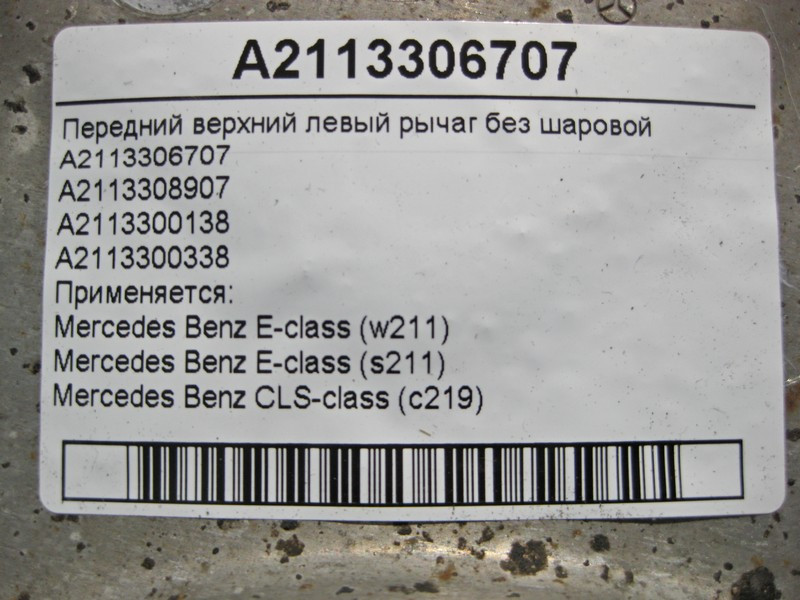 A2113306707
Передний верхний левый рычаг без шаровой
A2113306707
A2113308907
A2113300138
A2113300338
Применяется:
Mercedes Benz E-class (w211)
Mercedes Benz E-class (s211)
Mercedes Benz CLS-class (c219)